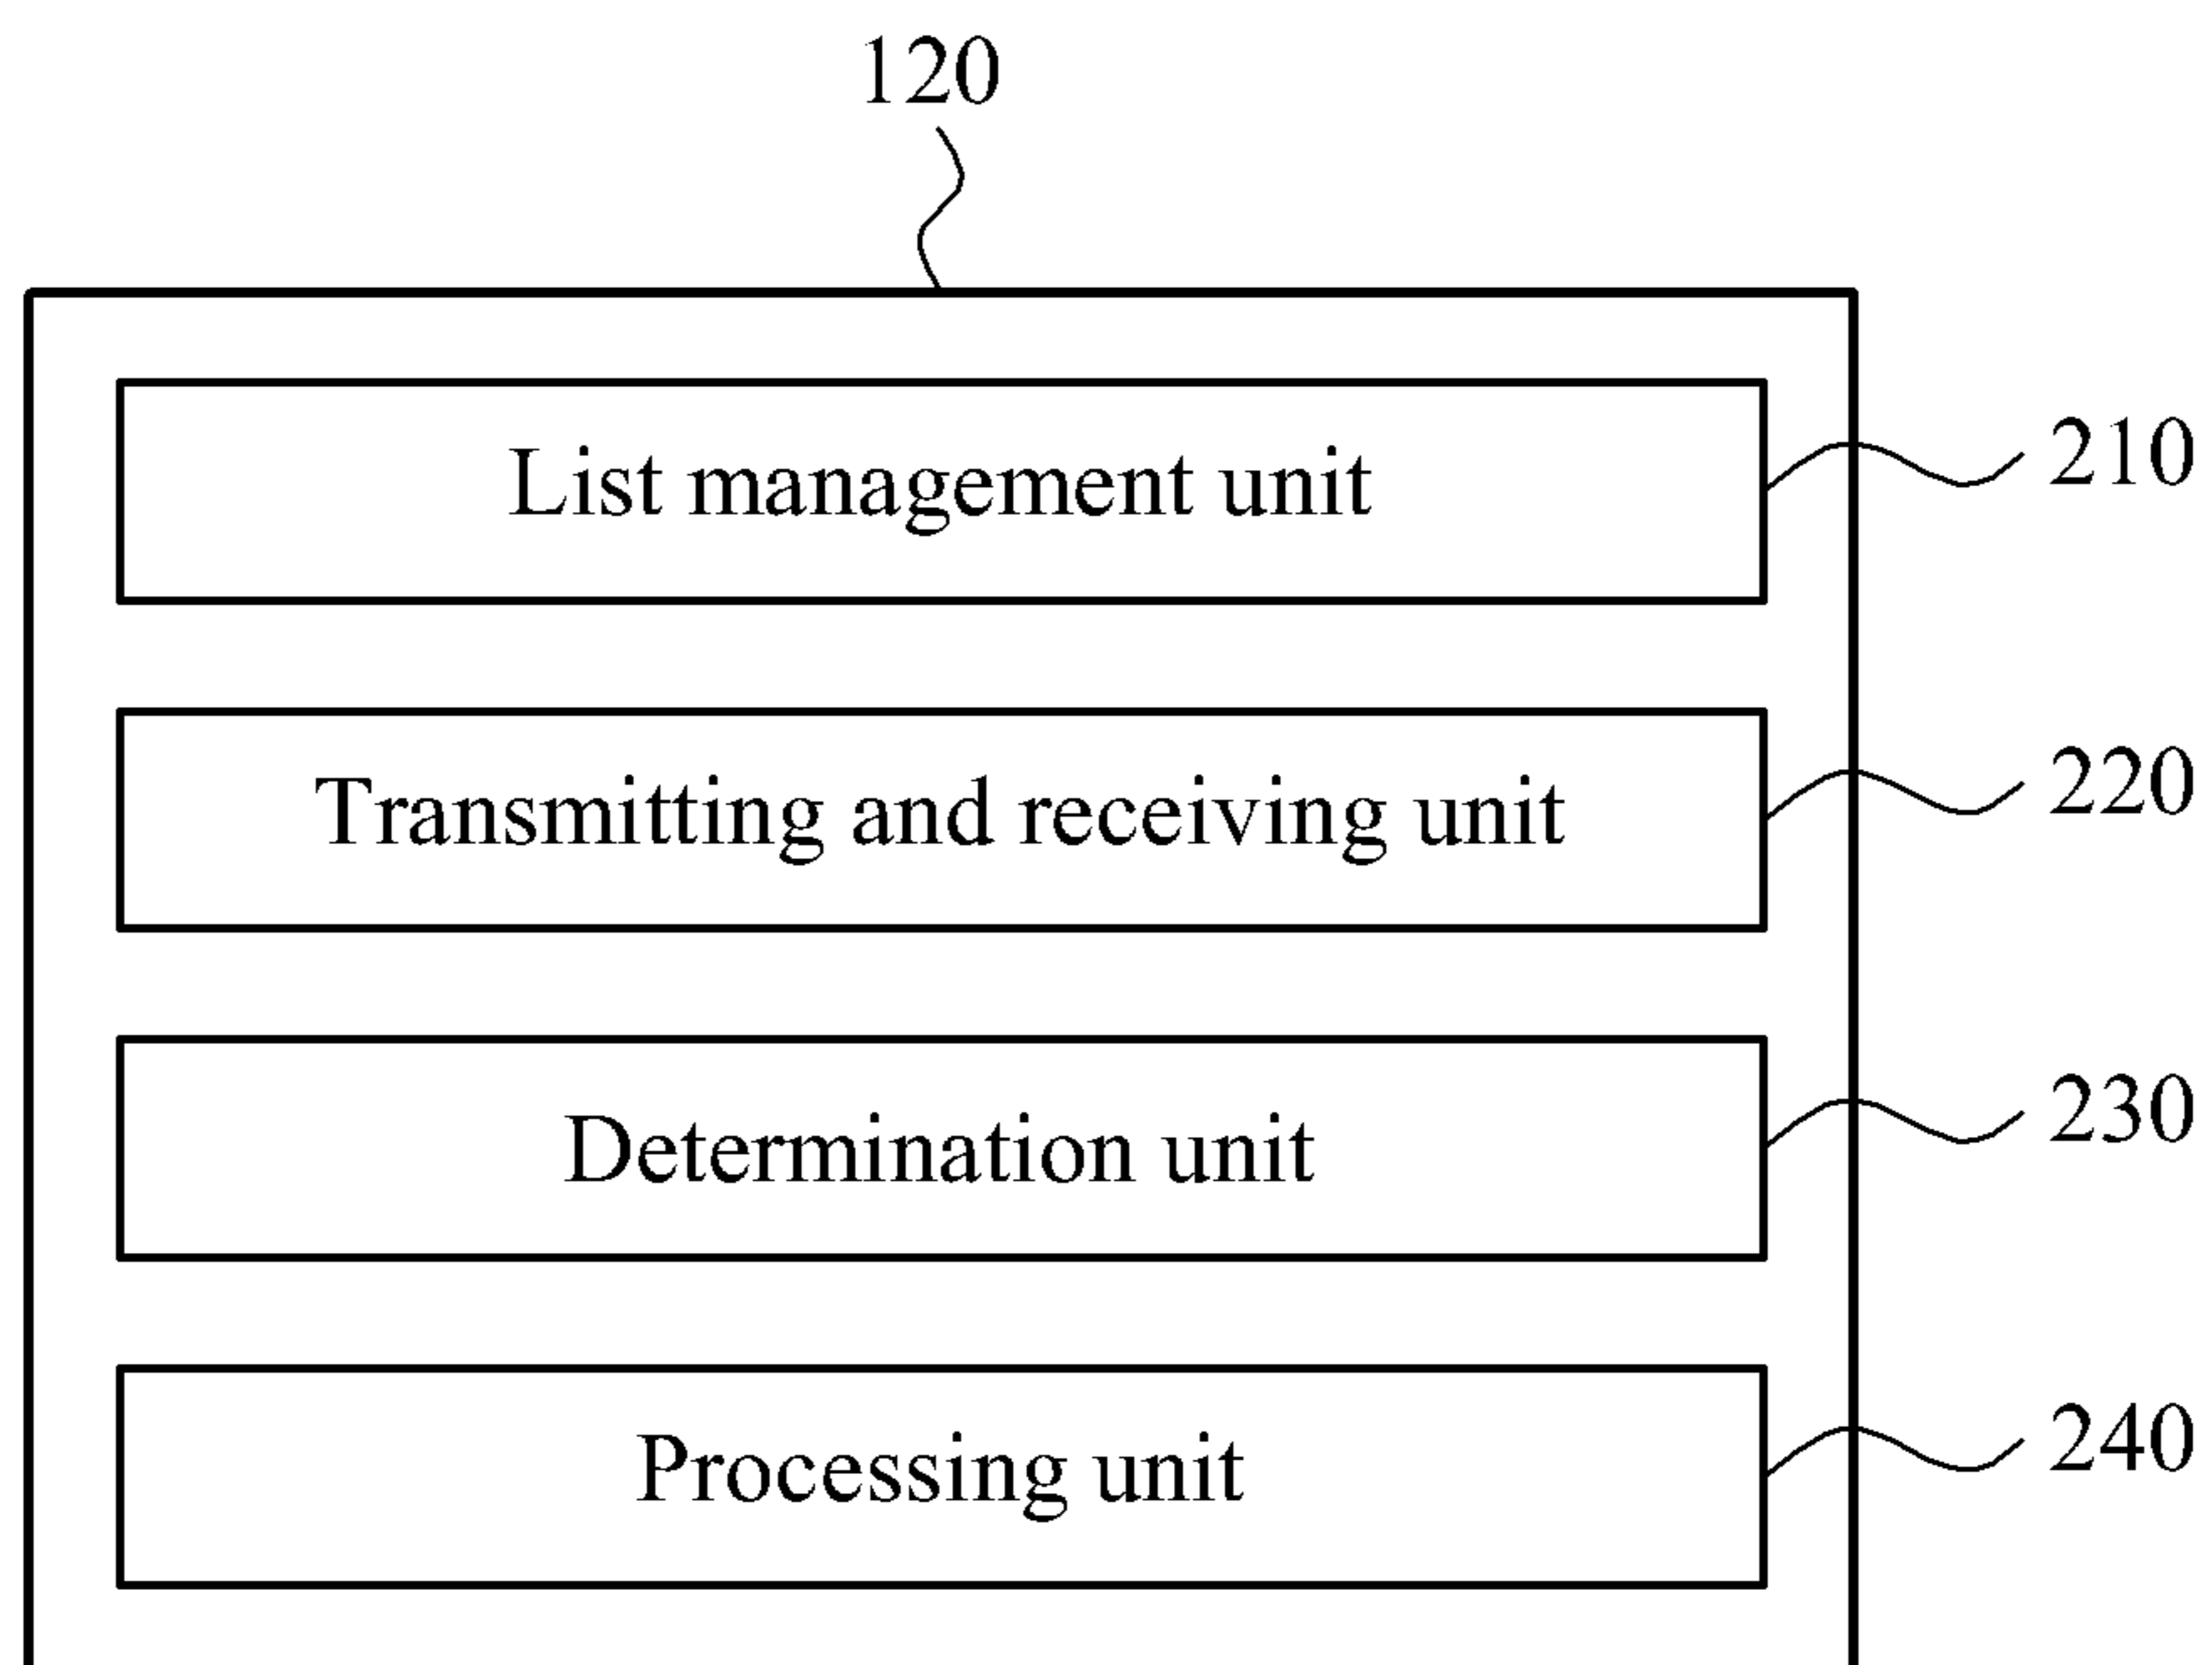 120
List management unit
210
Transmitting and receiving unit
220
Determination unit
230
Processing unit
240